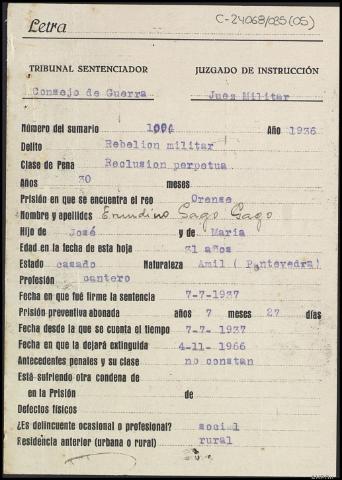 C-24068/085(05)
Letra
TRIBUNAL SENTENCIADOR JUZGADO DE INSTRUCCIÓN
Consejo de Guerra Juez Militar
Número del sumario Año 1936
Delito Rebelion militar
Clase de Pena Reclusion perpetua
Años 30 meses
Prisión en que se encuentra el reo Orense
Nombre y apellidos Erundino Gago Gago
Hijo de José y de Maria
Edad en la fecha de esta hoja 31 años
Estado casado Naturaleza Amil ( Pontevedra)
Profesión cantero
Fecha en que fué firme la sentencia 7-7-1937
Prisión preventiva abonada años 7 meses 27 días
Fecha desde la que se cuenta el tiempo 7-7- 1937
Fecha en que la dejará extinguida 4-11-1966
Antecedentes penales y su clase no constan
Está sufriendo otra condena de
en la Prisión de
Defectos físicos
¿Es delincuente ocasional o profesional? social
Residencia anterior (urbana o rural) rural